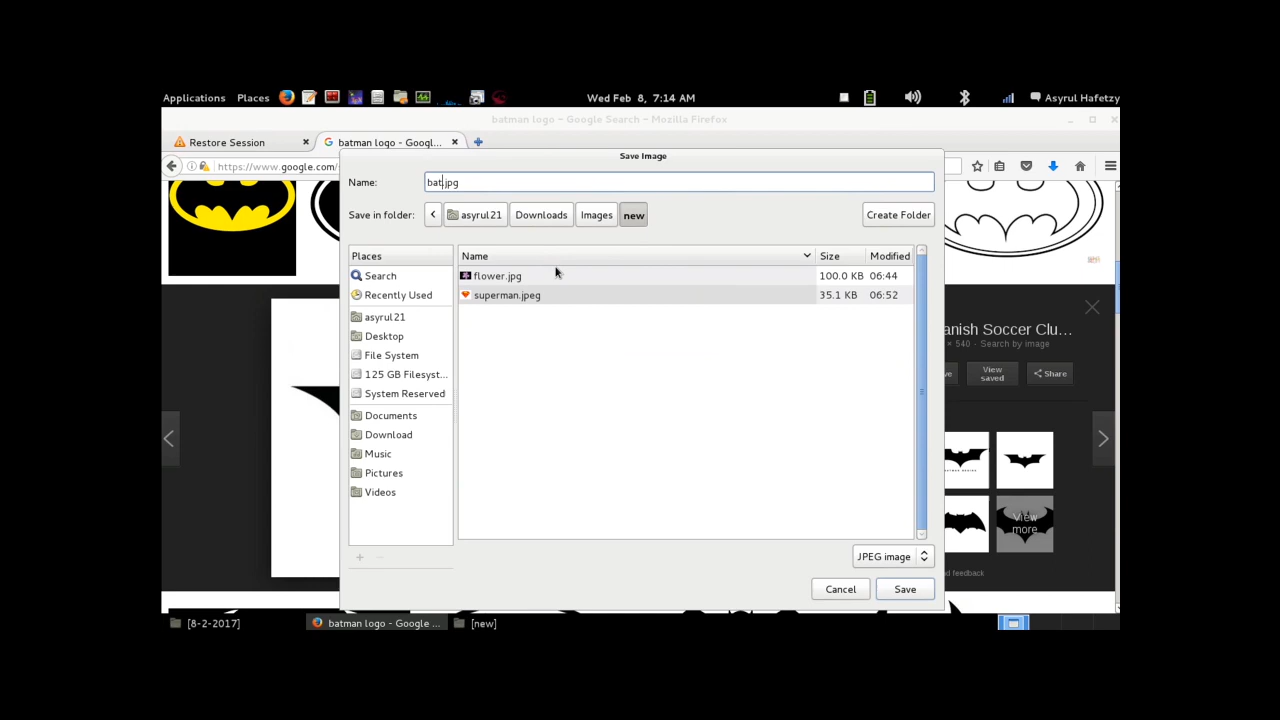 Applications Places Wed Feb 8, 7:14 AM Asyrul Hafetzy
batman logo ~ Google Search ~ Mozilla Firefox
Restore Session batman logo - Googl...
https://www.google.com/
Save Image
Name: bat.jpg
Save in folder: asyrul21 Downloads Images new Create Folder
Places Name Size Modified
Search flower.jpg 100.0 KB 06:44
Recently Used superman.jpeg 35.1 KB 06:52
asyrul21
Desktop
File System
125 GB Filesyst...
System Reserved
Documents
Download
Music
Pictures
Videos
JPEG image
Cancel Save
anish Soccer Clu...
× 540 - Search by image
ve View saved Share
View more
d feedback
[8-2-2017] batman logo - Google ... [new]